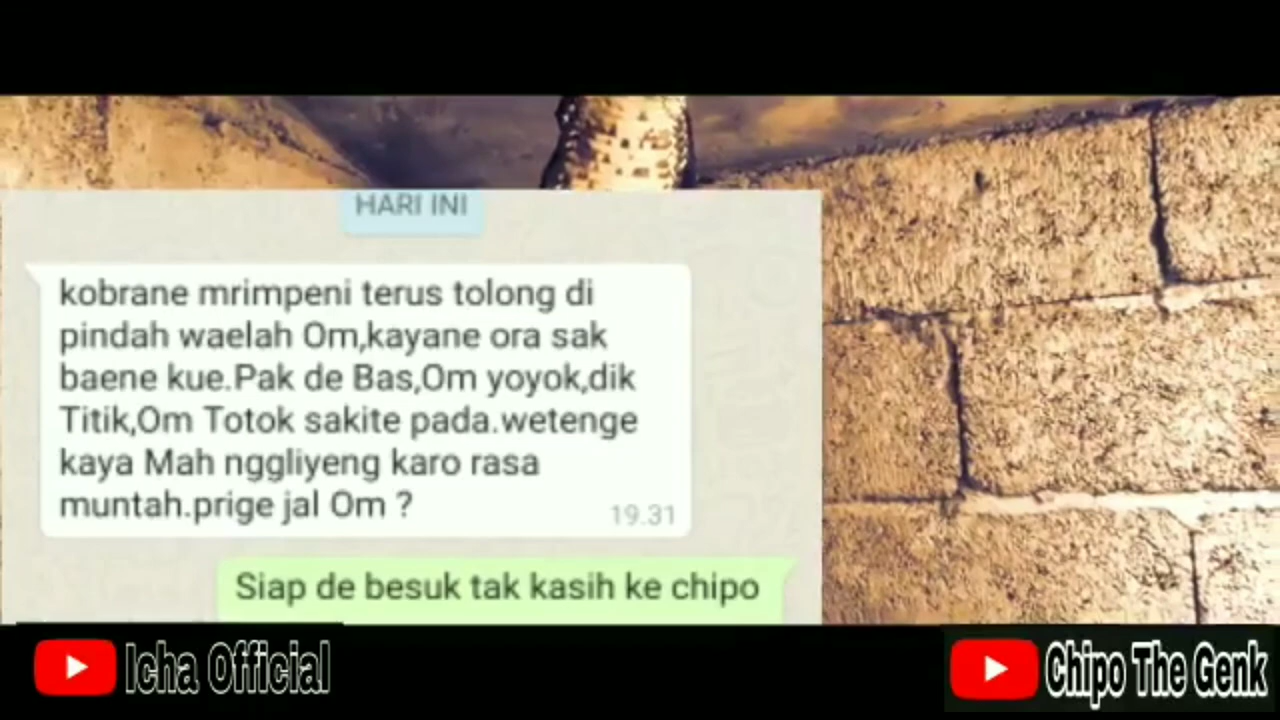 HARI INI
kobrane mrimpeni terus tolong di
pindah waelah Om,kayane ora sak
baene kue.Pak de Bas,Om yoyok,dik
Titik,Om Totok sakite pada.wetenge
kaya Mah nggliyeng karo rasa
muntah.prige jal Om ?
19.31
Siap de besuk tak kasih ke chipo
Icha Official
Chipo The Genk